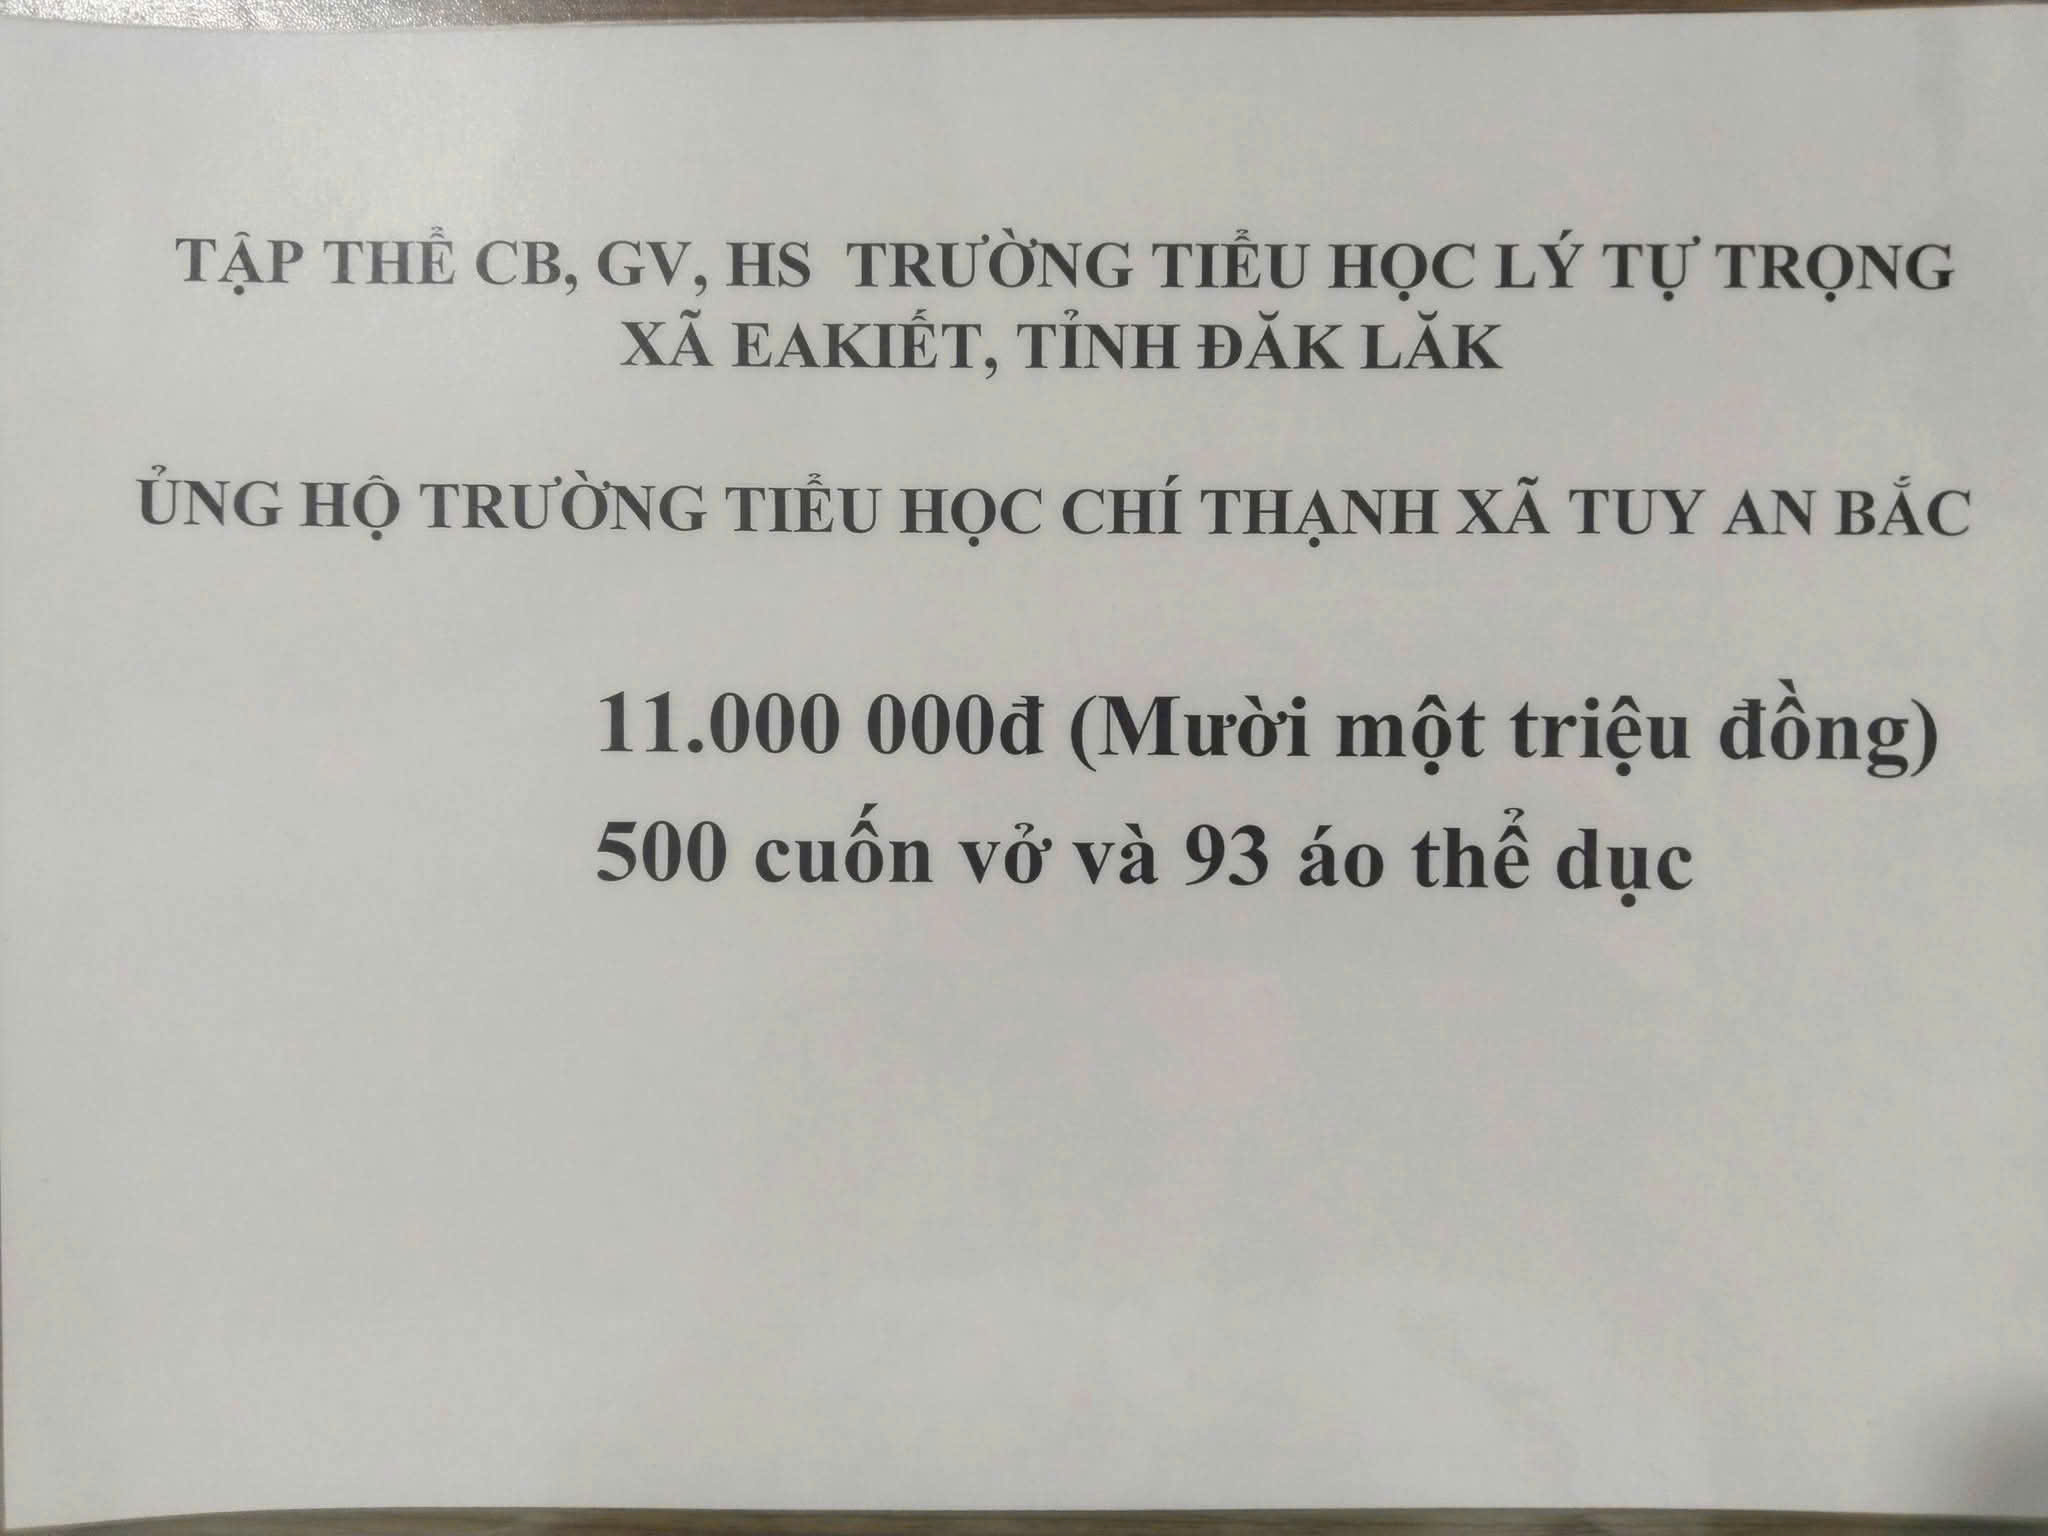 TẬP THỂ CB, GV, HS TRƯỜNG TIỂU HỌC LÝ TỰ TRỌNG
XÃ EAKIẾT, TỈNH ĐĂK LĂK
ỦNG HỘ TRƯỜNG TIỂU HỌC CHÍ THẠNH XÃ TUY AN BẮC
11.000 000đ (Mười một triệu đồng)
500 cuốn vở và 93 áo thể dục